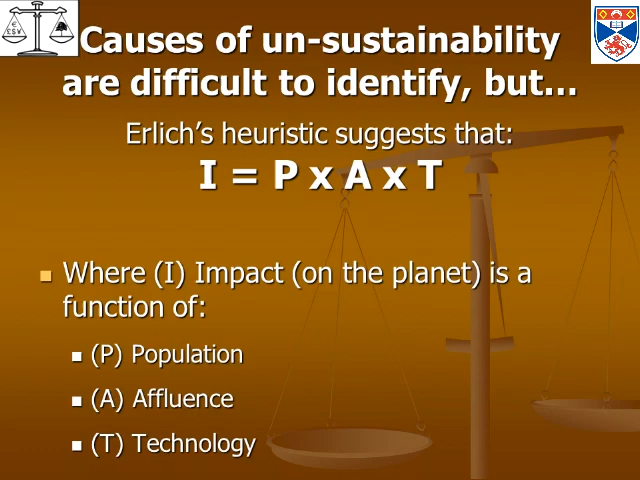 Causes of un-sustainability
are difficult to identify, but…
Erlich's heuristic suggests that:
I = P x A x T
Where (I) Impact (on the planet) is a
function of:
(P) Population
(A) Affluence
(T) Technology